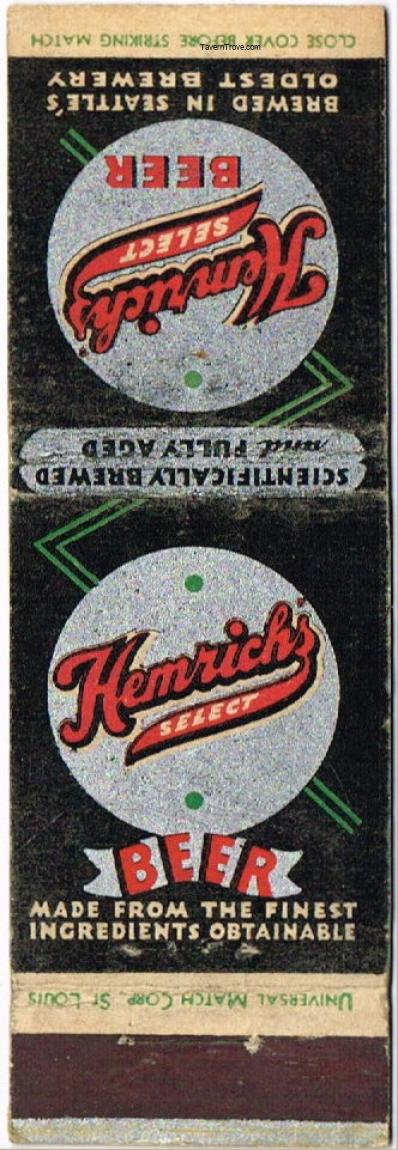 CLOSE COVER BEFORE STRIKING MATCH
TavernTrove.com
BREWED IN SEATTLE'S
OLDEST BREWERY
Hemrich's
SELECT
BEER
SCIENTIFICALLY BREWED
and FULLY AGED
Hemrich's
SELECT
BEER
MADE FROM THE FINEST
INGREDIENTS OBTAINABLE
UNIVERSAL MATCH CORP. ST LOUIS